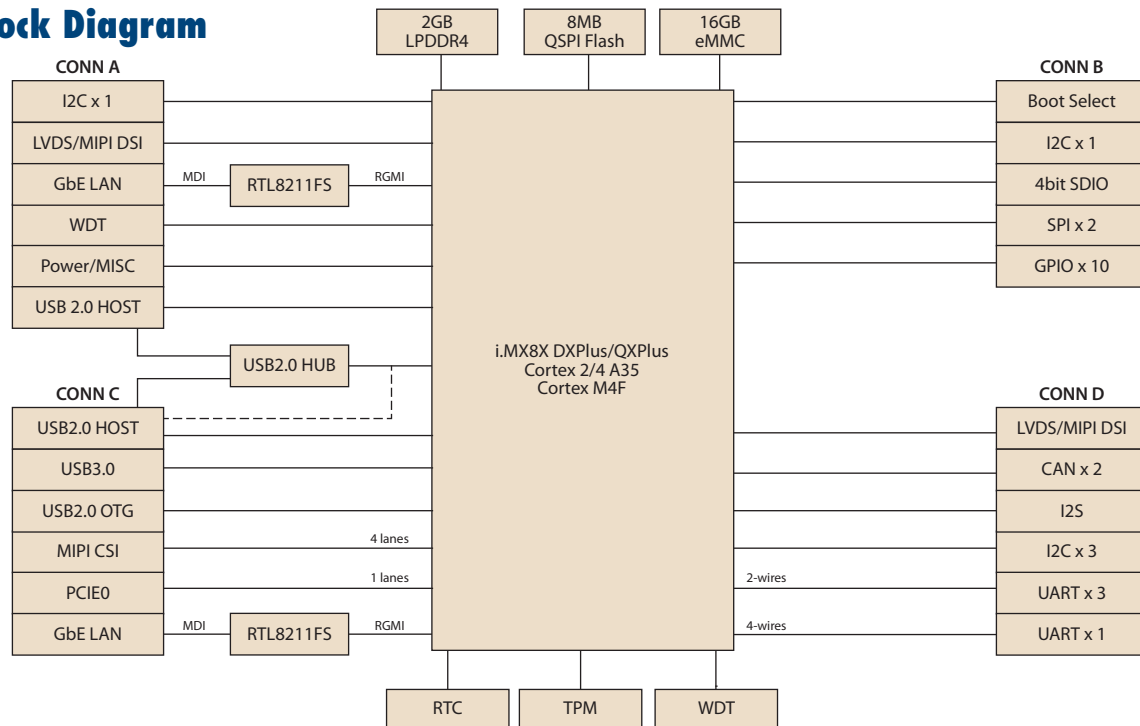 ock Diagram
2GB
LPDDR4
8MB
QSPI Flash
16GB
eMMC
CONN A
I2C x 1
LVDS/MIPI DSI
GbE LAN
MDI
RTL8211FS
RGMI
WDT
Power/MISC
USB 2.0 HOST
USB2.0 HUB
CONN B
Boot Select
I2C x 1
4bit SDIO
SPI x 2
GPIO x 10
i.MX8X DXPlus/QXPlus
Cortex 2/4 A35
Cortex M4F
CONN C
USB2.0 HOST
USB3.0
USB2.0 OTG
MIPI CSI
4 lanes
PCIE0
1 lanes
GbE LAN
MDI
RTL8211FS
RGMI
CONN D
LVDS/MIPI DSI
CAN x 2
I2S
I2C x 3
2-wires
UART x 3
4-wires
UART x 1
RTC
TPM
WDT